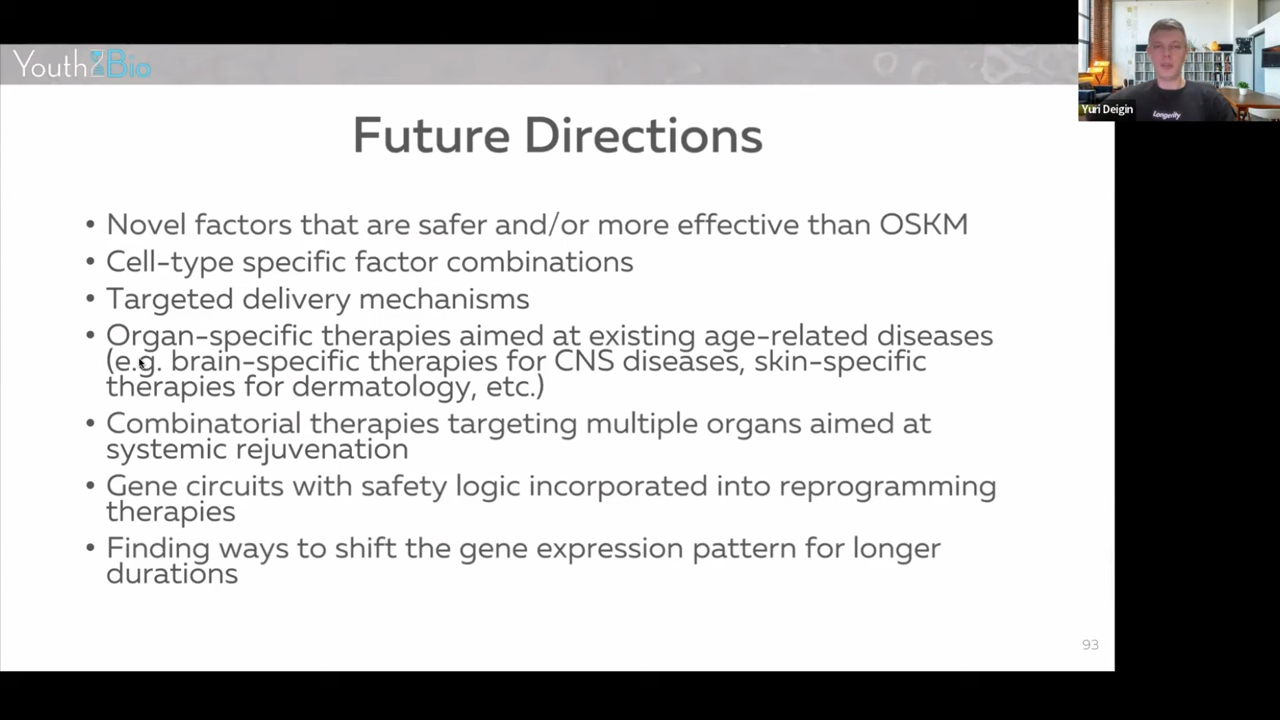 YouthBio
Yuri Deigin
Longevity
Future Directions
• Novel factors that are safer and/or more effective than OSKM
• Cell-type specific factor combinations
• Targeted delivery mechanisms
• Organ-specific therapies aimed at existing age-related diseases
(e.g. brain-specific therapies for CNS diseases, skin-specific
therapies for dermatology, etc.)
• Combinatorial therapies targeting multiple organs aimed at
systemic rejuvenation
• Gene circuits with safety logic incorporated into reprogramming
therapies
• Finding ways to shift the gene expression pattern for longer
durations
93